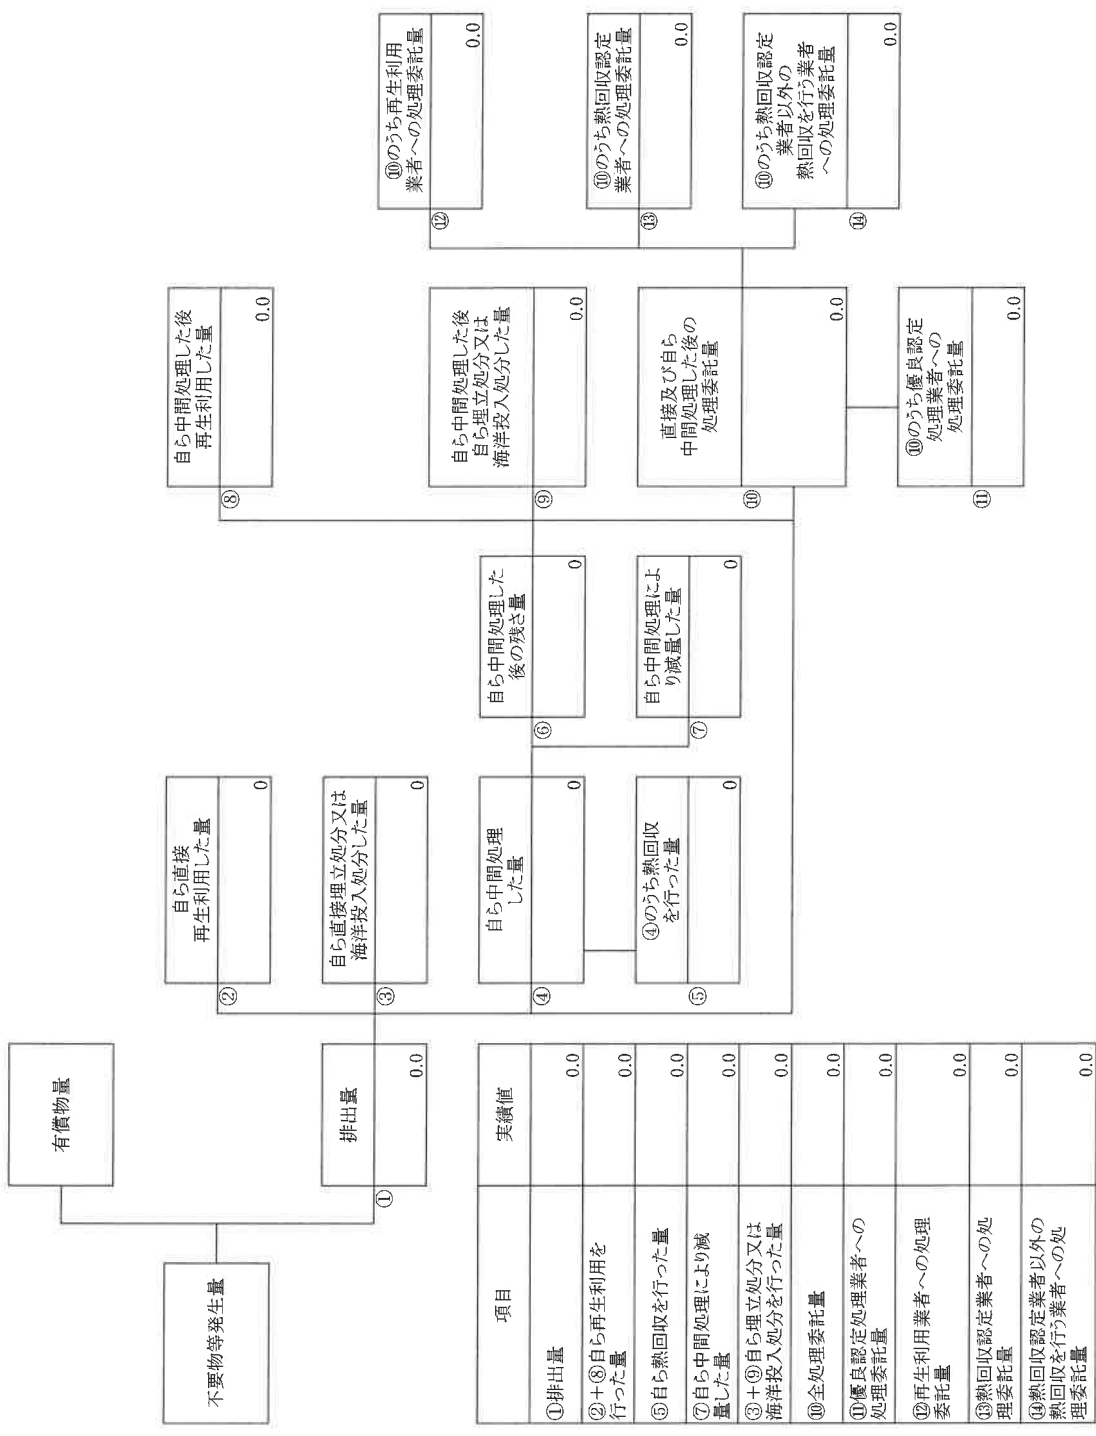 不要物等発生量
有償物量
排出量
①
0.0
自ら直接
再生利用した量
②
0
自ら直接埋立処分又は
海洋投入処分した量
③
0
自ら中間処理
した量
④
0
④のうち熱回収
を行った量
⑤
0
自ら中間処理した
後の残さ量
⑥
0
自ら中間処理によ
り減量した量
⑦
0
自ら中間処理した後
再生利用した量
⑧
0.0
自ら中間処理した後
自ら埋立処分又は
海洋投入処分した量
⑨
0.0
直接及び自ら
中間処理した後の
処理委託量
⑩
0.0
⑩のうち優良認定
処理業者への
処理委託量
⑪
0.0
⑩のうち再生利用
業者への処理委託量
⑫
0.0
⑩のうち熱回収認定
業者への処理委託量
⑬
0.0
⑩のうち熱回収認定
業者以外の
熱回収を行う業者
への処理委託量
⑭
0.0
項目 実績値
①排出量 0.0
②+⑧自ら再生利用を
行った量 0.0
⑤自ら熱回収を行った量 0.0
⑦自ら中間処理により減
量した量 0.0
③+⑨自ら埋立処分又は
海洋投入処分を行った量 0.0
⑩全処理委託量 0.0
⑪優良認定処理業者への
処理委託量 0.0
⑫再生利用業者への処理
委託量 0.0
⑬熱回収認定業者への処
理委託量 0.0
⑭熱回収認定業者以外の
熱回収を行う業者への処
理委託量 0.0